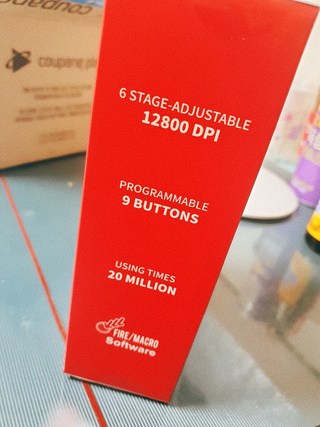 coupang
6 STAGE-ADJUSTABLE
12800 DPI
PROGRAMMABLE
9 BUTTONS
USING TIMES
20 MILLION
FIRE/MACRO
Software